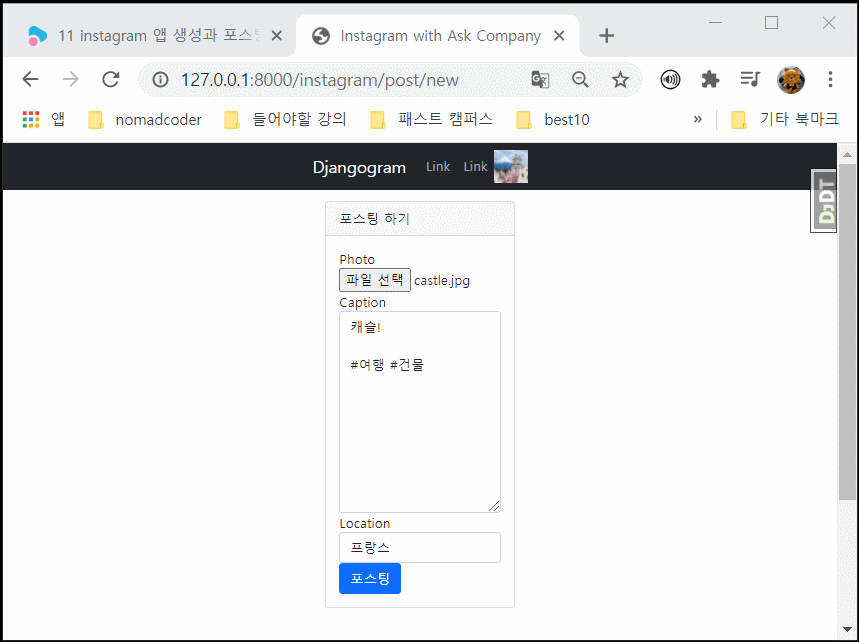 11 instagram 앱 생성과 포스팅
Instagram with Ask Company
127.0.0.1:8000/instagram/post/new
앱 nomadcoder 들어야할 강의 패스트 캠퍼스 best10 » 기타 북마크
Djangogram Link Link
DjDT
포스팅 하기
Photo
파일 선택 castle.jpg
Caption
캐슬!
#여행 #건물
Location
프랑스
포스팅